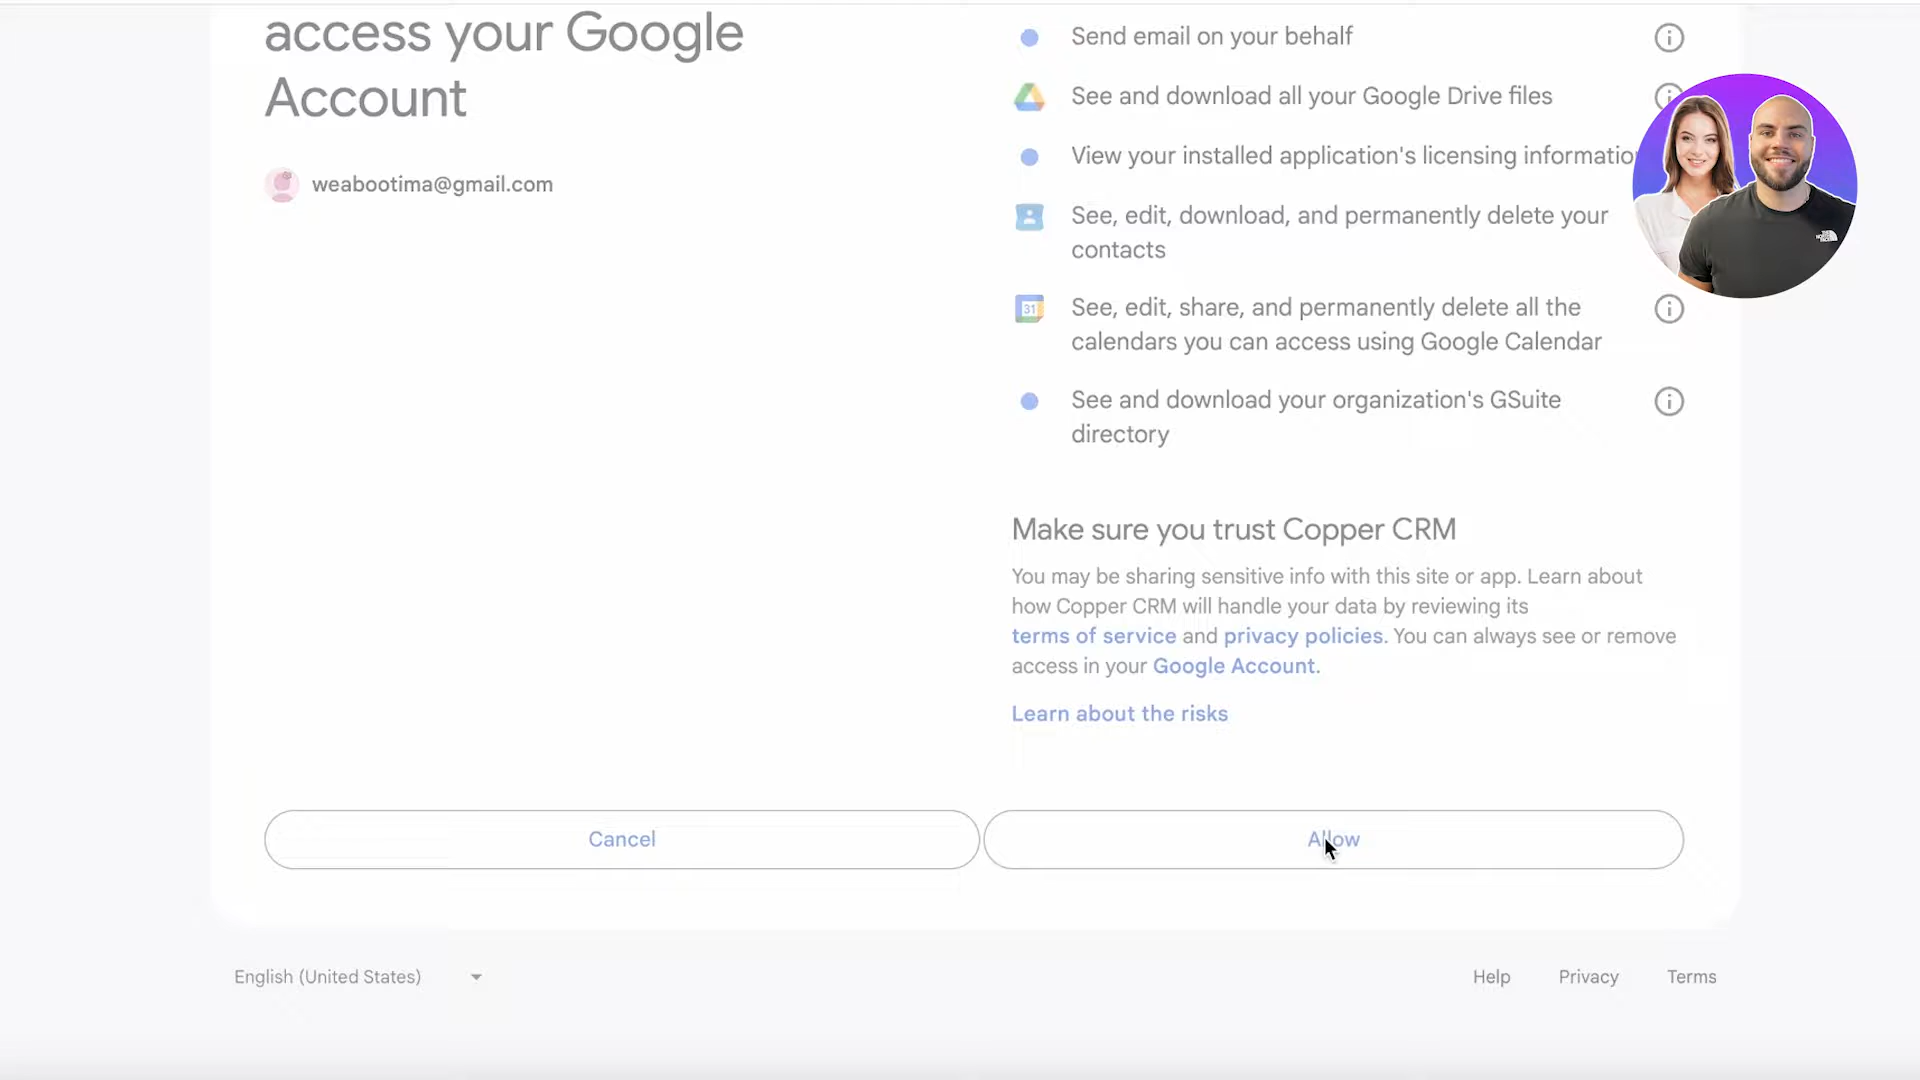 access your Google
Account
weabootima@gmail.com
Send email on your behalf
See and download all your Google Drive files
View your installed application's licensing
See, edit, download, and permanently delete your
contacts
31
See, edit, share, and permanently delete all the
calendars you can access using Google Calendar
See and download your organization's GSuite
directory
Make sure you trust Copper CRM
You may be sharing sensitive info with this site or app. Learn about
how Copper CRM will handle your data by reviewing its
terms of service and privacy policies. You can always see or remove
access in your Google Account.
Learn about the risks
Cancel
Allow
English (United States)
Help
Privacy
Terms